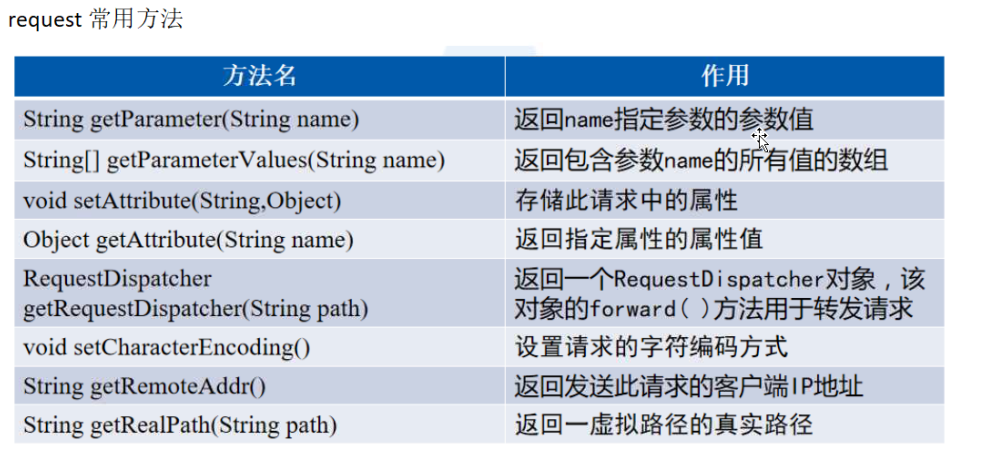 request 常用方法
方法名 作用
String getParameter(String name) 返回name指定参数的参数值
String[] getParameterValues(String name) 返回包含参数name的所有值的数组
void setAttribute(String,Object) 存储此请求中的属性
Object getAttribute(String name) 返回指定属性的属性值
RequestDispatcher
getRequestDispatcher(String path)
返回一个RequestDispatcher对象，该
对象的forward( )方法用于转发请求
void setCharacterEncoding() 设置请求的字符编码方式
String getRemoteAddr() 返回发送此请求的客户端IP地址
String getRealPath(String path) 返回一虚拟路径的真实路径